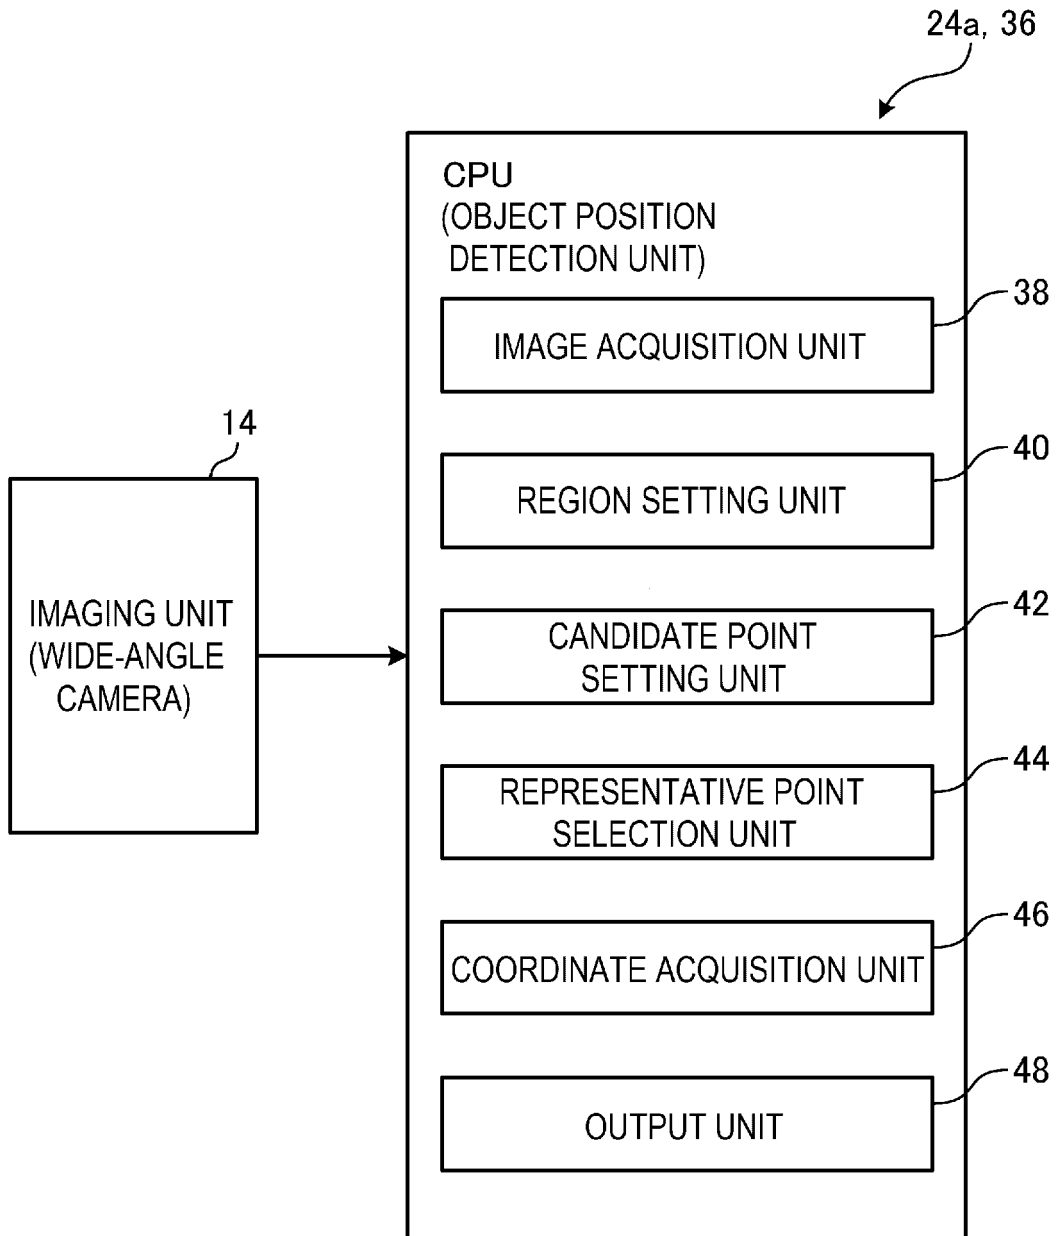 24a, 36
CPU
(OBJECT POSITION
DETECTION UNIT)
38
IMAGE ACQUISITION UNIT
14
40
REGION SETTING UNIT
IMAGING UNIT
(WIDE-ANGLE
CAMERA)
42
CANDIDATE POINT
SETTING UNIT
44
REPRESENTATIVE POINT
SELECTION UNIT
46
COORDINATE ACQUISITION UNIT
48
OUTPUT UNIT